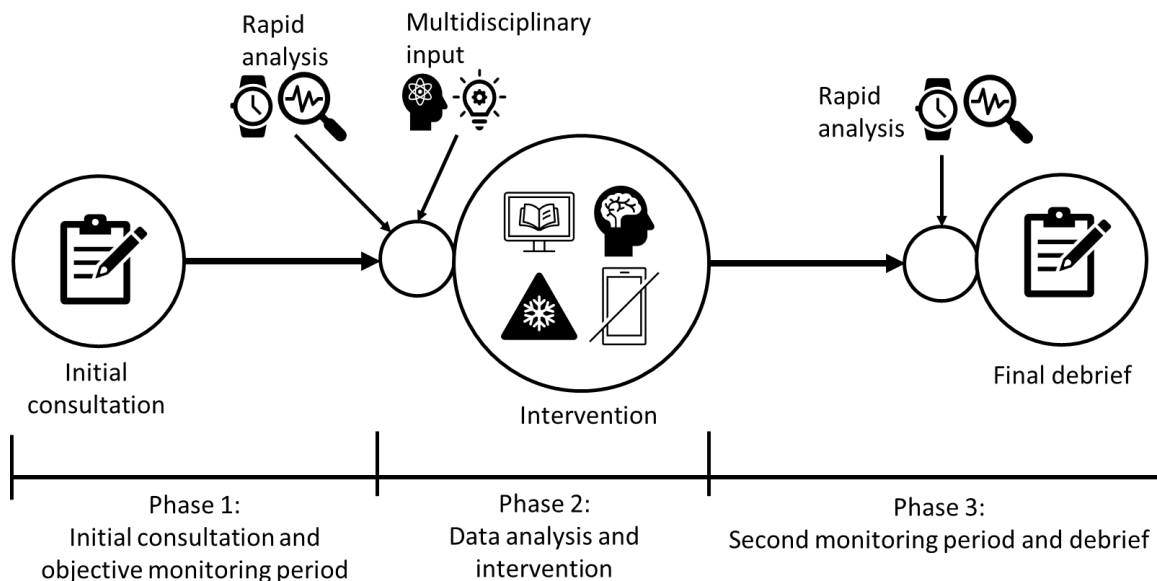 Rapid
analysis
Multidisciplinary
input
Rapid
analysis
Initial
consultation
Intervention
Final debrief
Phase 1:
Initial consultation and
objective monitoring period
Phase 2:
Data analysis and
intervention
Phase 3:
Second monitoring period and debrief